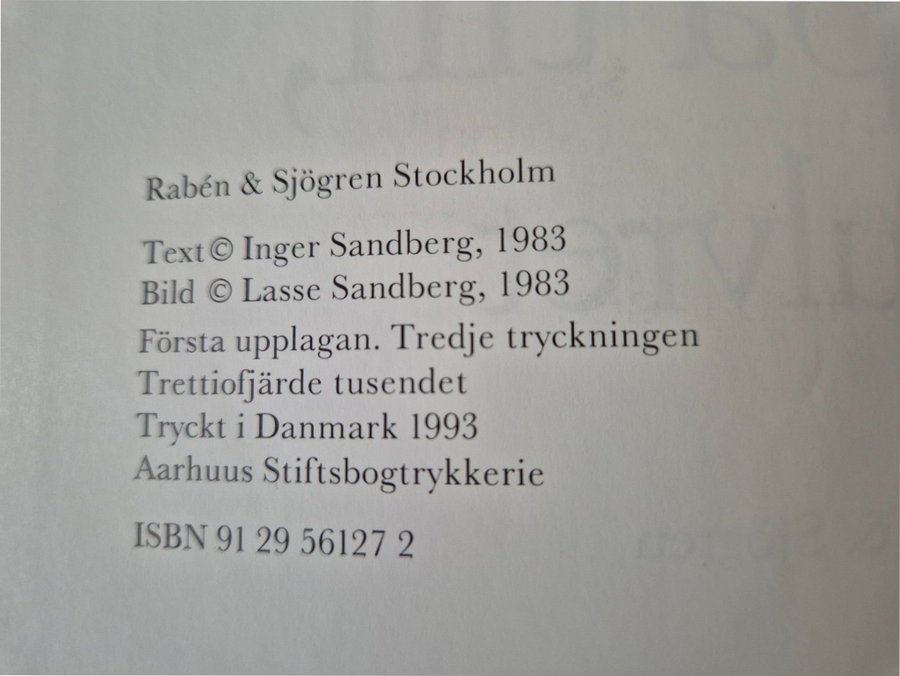 Rabén & Sjögren Stockholm
Text © Inger Sandberg, 1983
Bild © Lasse Sandberg, 1983
Första upplagan. Tredje tryckningen
Trettiofjärde tusendet
Tryckt i Danmark 1993
Aarhuus Stiftsbogtrykkerie
ISBN 91 29 56127 2